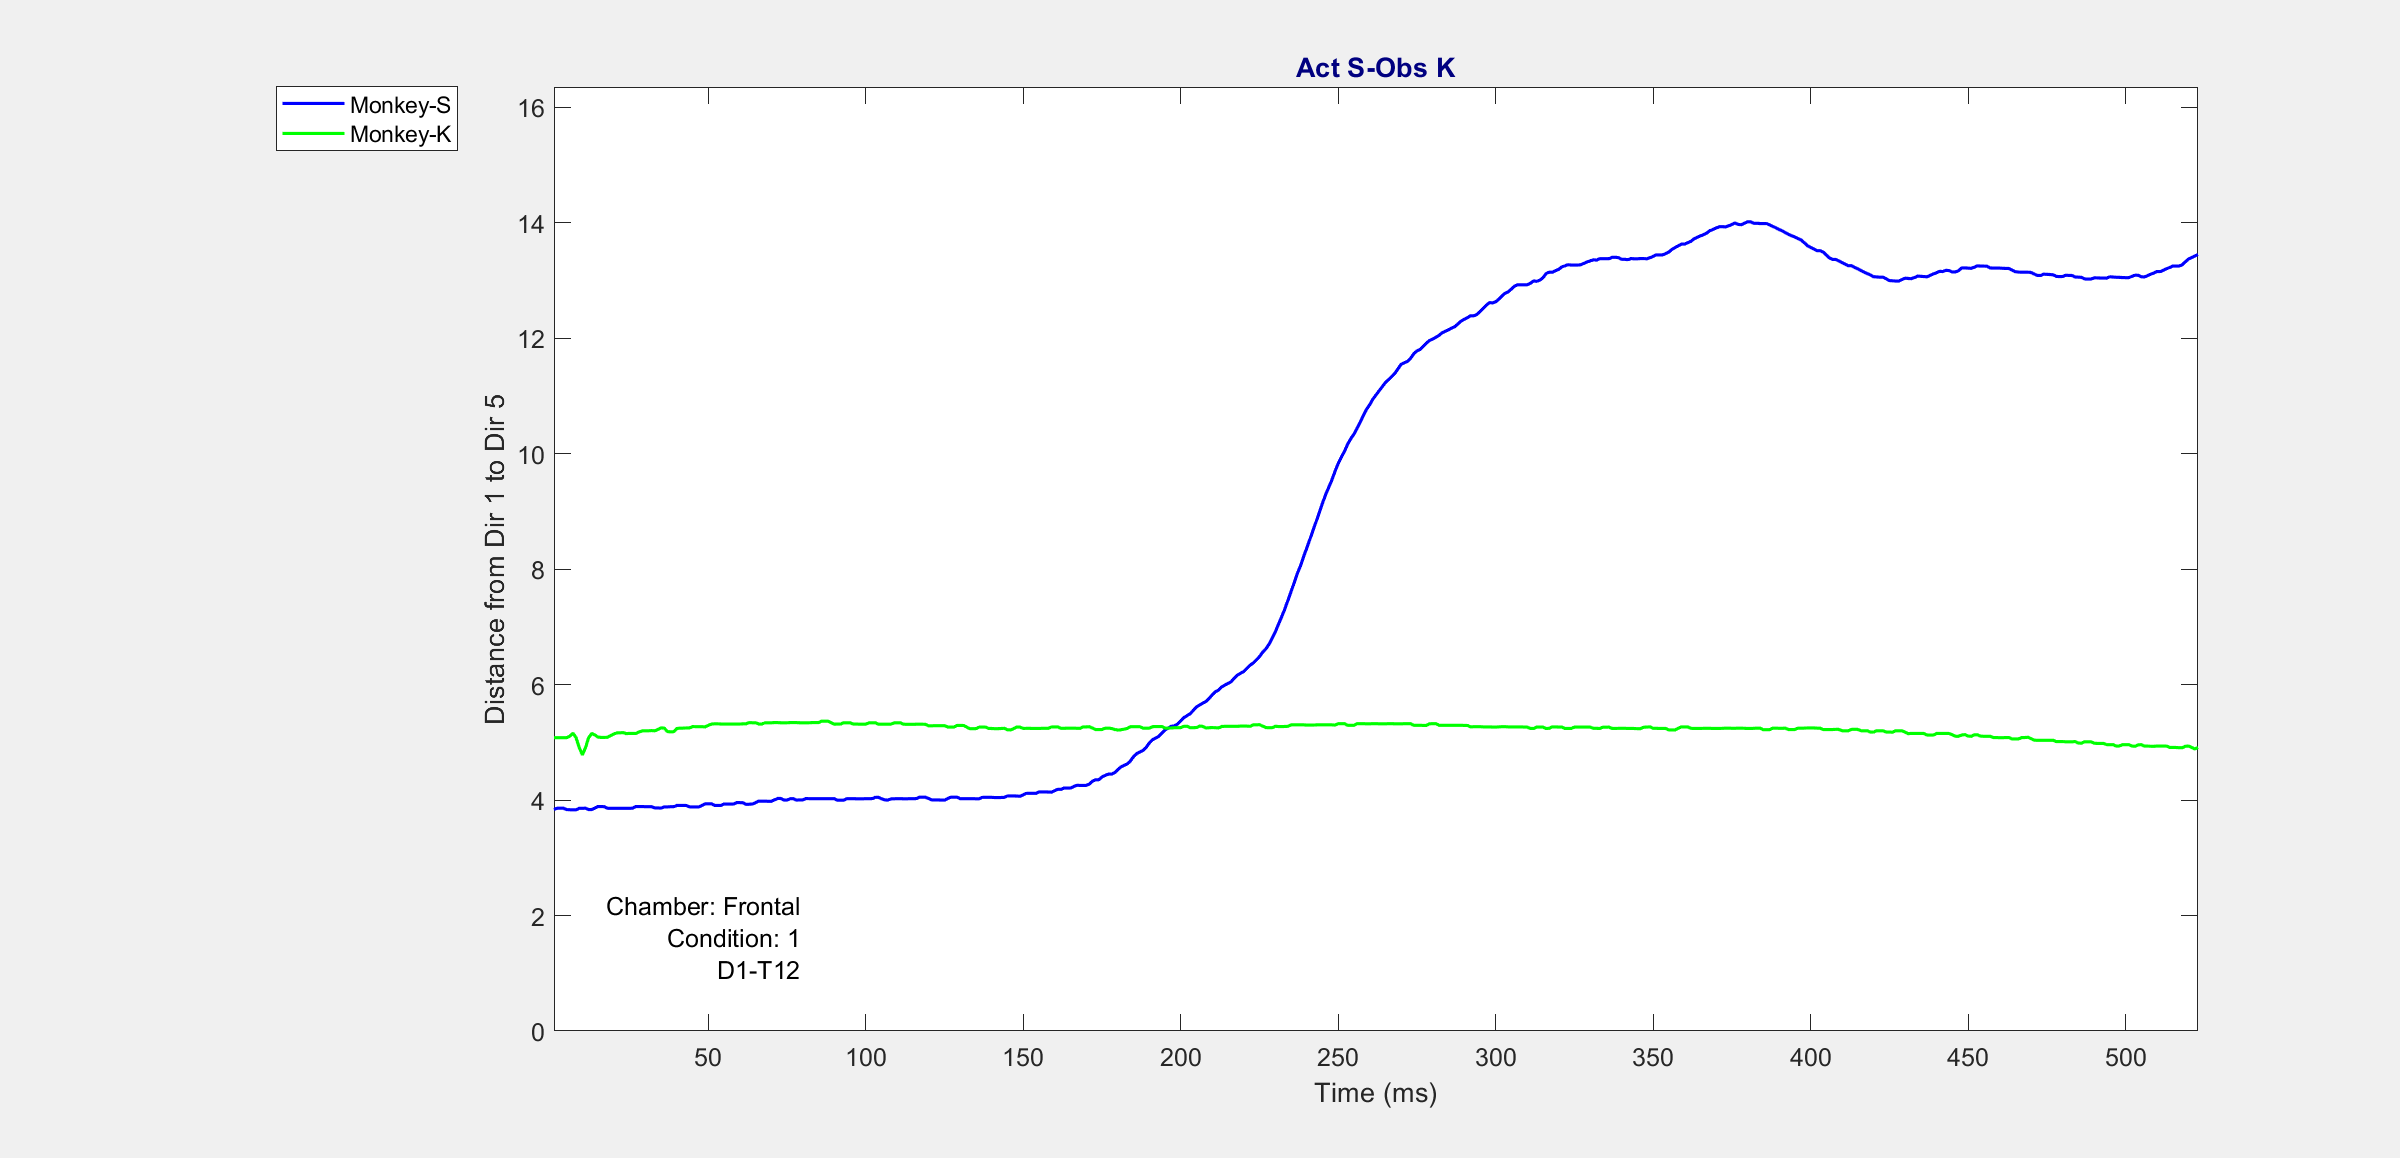 Act S-Obs K
Monkey-S
Monkey-K
16
14
12
10
8
6
4
2
0
Distance from Dir 1 to Dir 5
Chamber: Frontal
Condition: 1
D1-T12
50 100 150 200 250 300 350 400 450 500
Time (ms)